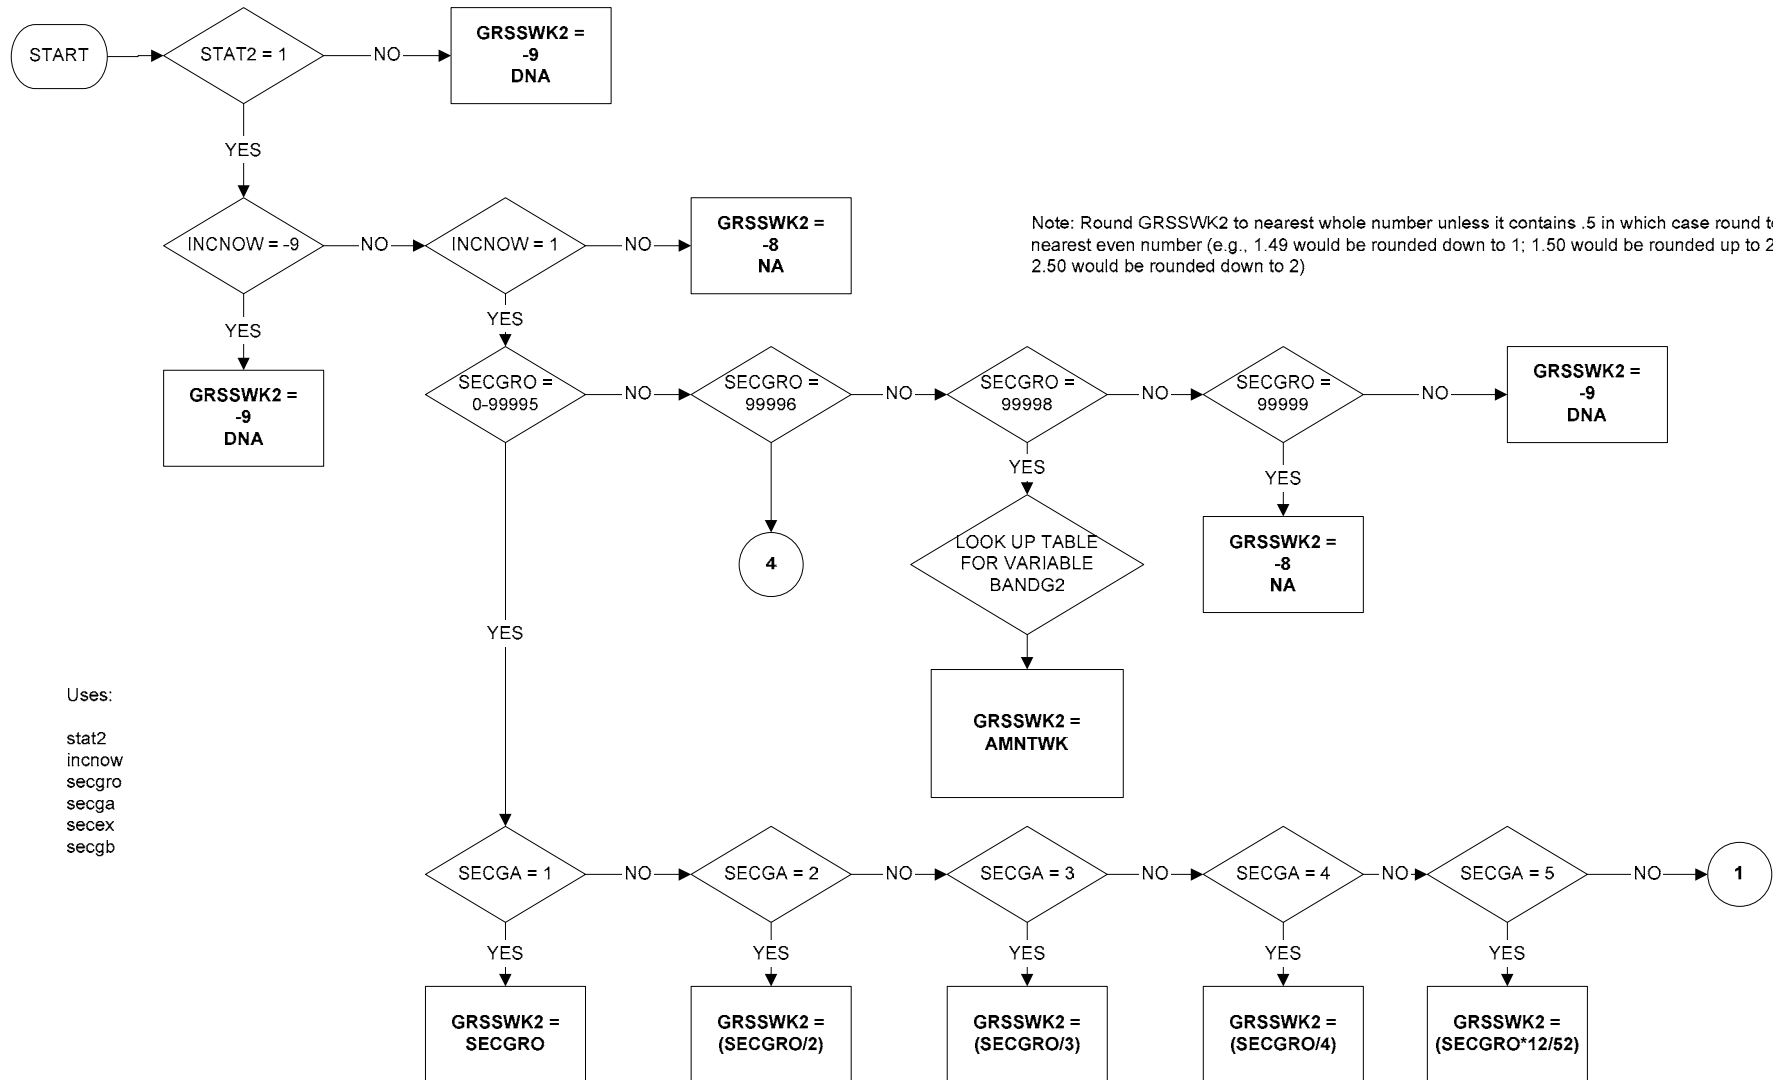 START
STAT2 = 1
NO
GRSSWK2 =
-9
DNA
YES
INCNOW = -9
NO
INCNOW = 1
NO
GRSSWK2 =
-8
NA
Note: Round GRSSWK2 to nearest whole number unless it contains .5 in which case round
nearest even number (e.g., 1.49 would be rounded down to 1; 1.50 would be rounded up to 2
2.50 would be rounded down to 2)
YES
GRSSWK2 =
-9
DNA
YES
SECGRO =
0-99995
NO
SECGRO =
99996
NO
SECGRO =
99998
NO
SECGRO =
99999
NO
GRSSWK2 =
-9
DNA
4
YES
LOOK UP TABLE
FOR VARIABLE
BANDG2
GRSSWK2 =
AMNTWK
YES
GRSSWK2 =
-8
NA
YES
Uses:
stat2
incnow
secgro
secga
secex
secgb
SECGA = 1
NO
SECGA = 2
NO
SECGA = 3
NO
SECGA = 4
NO
SECGA = 5
NO
1
YES
YES
YES
YES
YES
GRSSWK2 =
SECGRO
GRSSWK2 =
(SECGRO/2)
GRSSWK2 =
(SECGRO/3)
GRSSWK2 =
(SECGRO/4)
GRSSWK2 =
(SECGRO*12/52)